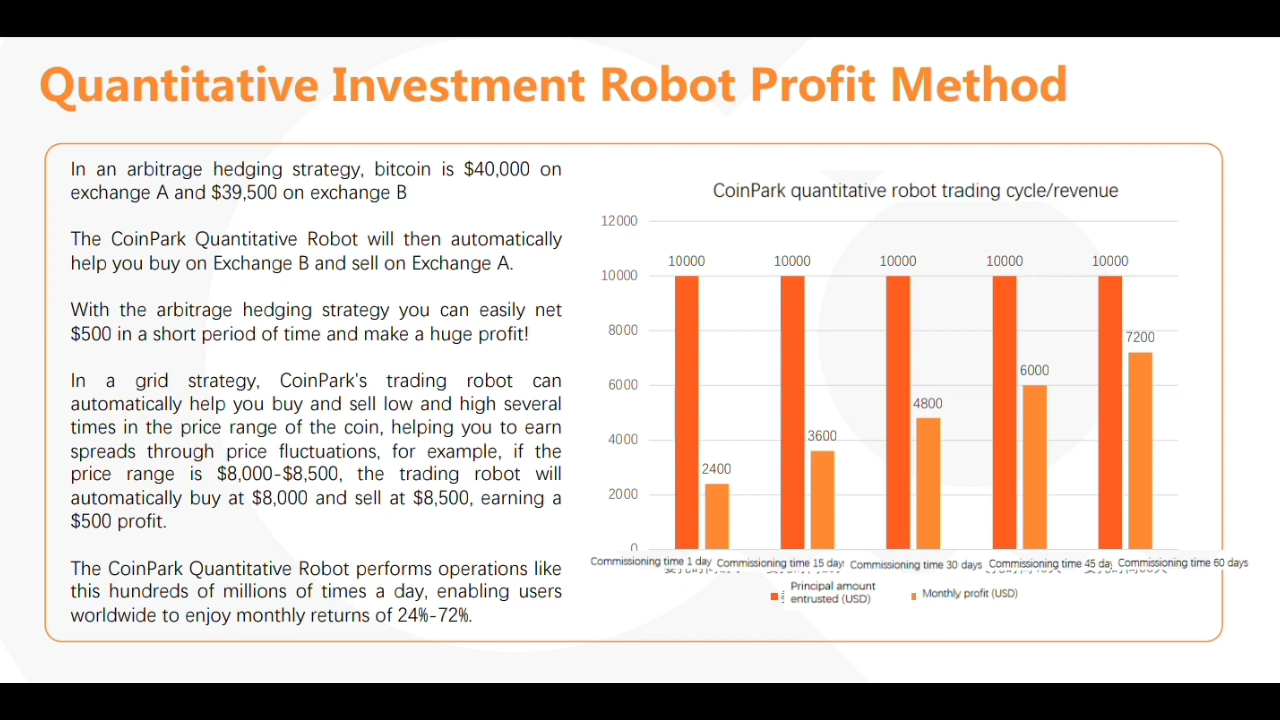 Quantitative Investment Robot Profit Method
In an arbitrage hedging strategy, bitcoin is $40,000 on
exchange A and $39,500 on exchange B
The CoinPark Quantitative Robot will then automatically
help you buy on Exchange B and sell on Exchange A.
With the arbitrage hedging strategy you can easily net
$500 in a short period of time and make a huge profit!
In a grid strategy, CoinPark's trading robot can
automatically help you buy and sell low and high several
times in the price range of the coin, helping you to earn
spreads through price fluctuations, for example, if the
price range is $8,000-$8,500, the trading robot will
automatically buy at $8,000 and sell at $8,500, earning a
$500 profit.
The CoinPark Quantitative Robot performs operations like
this hundreds of millions of times a day, enabling users
worldwide to enjoy monthly returns of 24%-72%.
CoinPark quantitative robot trading cycle/revenue
12000
10000
8000
6000
4000
2000
0
10000
2400
10000
3600
10000
4800
10000
6000
10000
7200
Commissioning time 1 day
Commissioning time 15 day
Commissioning time 30 days
Commissioning time 45 da
Commissioning time 60 days
Principal amount
entrusted (USD)
Monthly profit (USD)